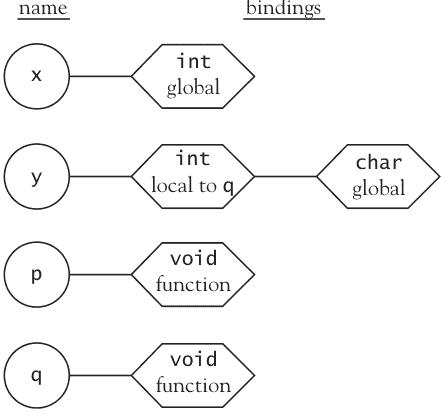 name bindings
x int
global
y int char
local to q global
p void
function
q void
function